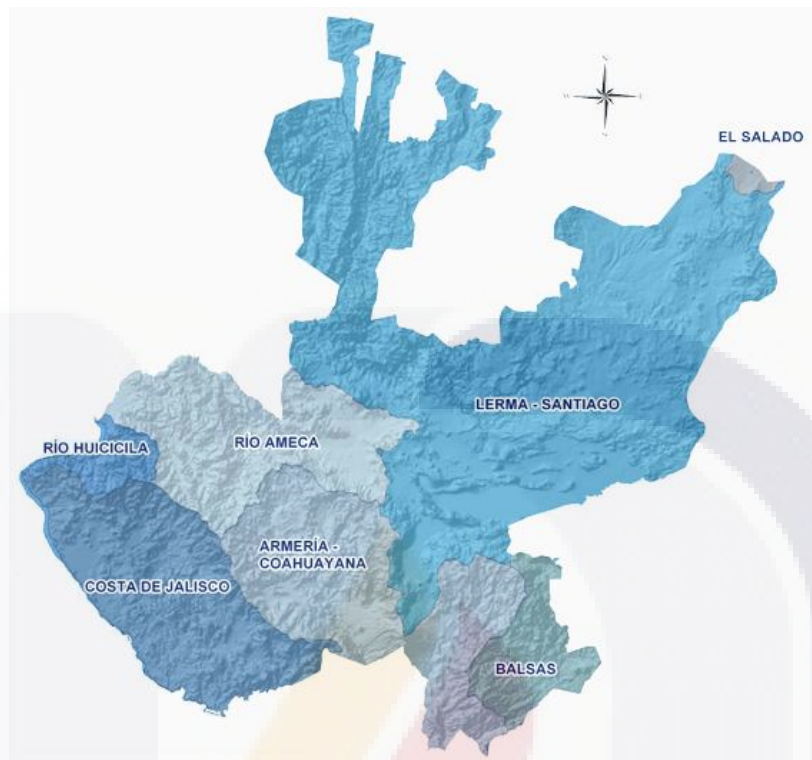 EL SALADO
LERMA - SANTIAGO
RÍO HUICICILA
RÍO AMECA
ARMERÍA -
COAHUAYANA
COSTA DE JALISCO
BALSAS